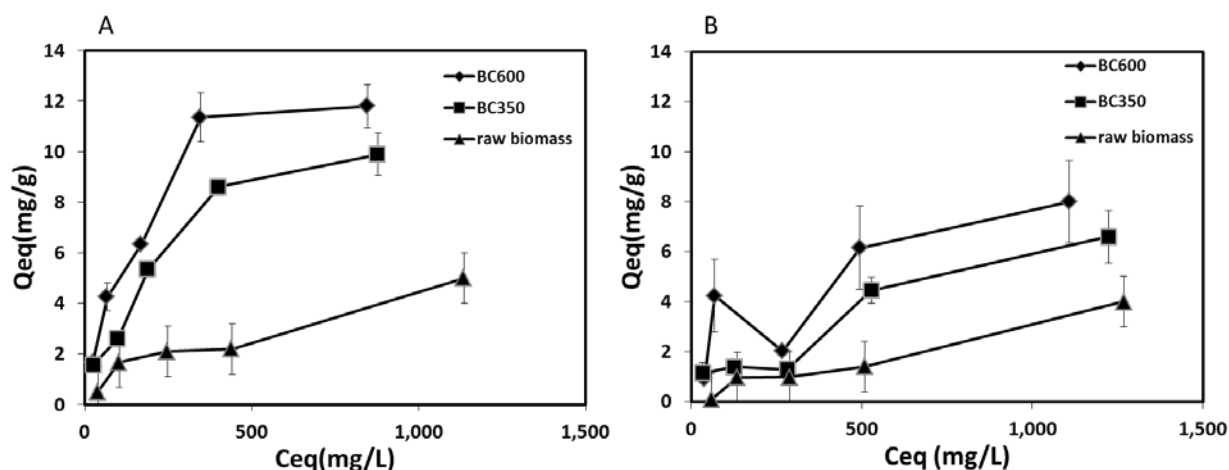 A
14
12
10
8
6
4
2
0
Qeq(mg/g)
BC600
BC350
raw biomass
0
500
1,000
1,500
Ceq(mg/L)
B
14
12
10
8
6
4
2
0
Qeq(mg/g)
BC600
BC350
raw biomass
0
500
1,000
1,500
Ceq (mg/L)